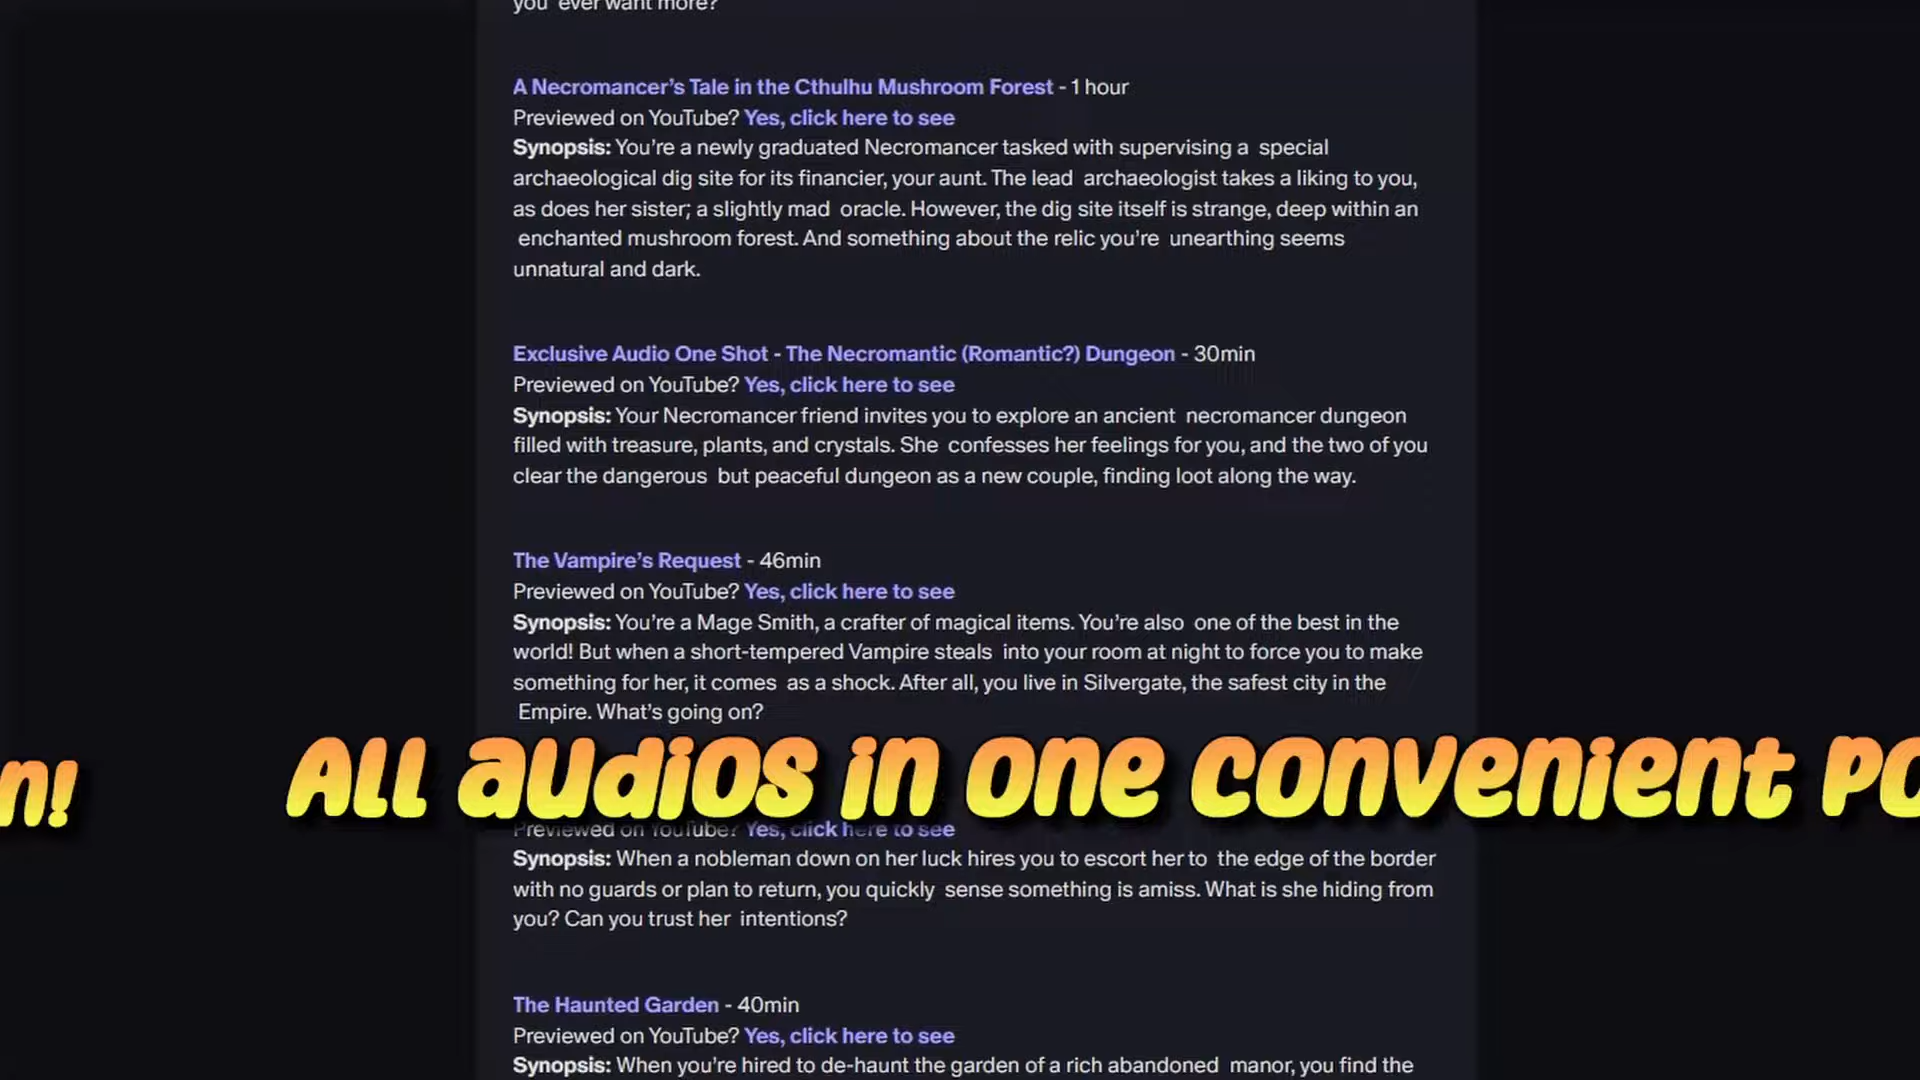 you ever want more?
A Necromancer's Tale in the Cthulhu Mushroom Forest - 1 hour
Previewed on YouTube? Yes, click here to see
Synopsis: You're a newly graduated Necromancer tasked with supervising a special
archaeological dig site for its financier, your aunt. The lead archaeologist takes a liking to you,
as does her sister; a slightly mad oracle. However, the dig site itself is strange, deep within an
enchanted mushroom forest. And something about the relic you're unearthing seems
unnatural and dark.
Exclusive Audio One Shot - The Necromantic (Romantic?) Dungeon - 30min
Previewed on YouTube? Yes, click here to see
Synopsis: Your Necromancer friend invites you to explore an ancient necromancer dungeon
filled with treasure, plants, and crystals. She confesses her feelings for you, and the two of you
clear the dangerous but peaceful dungeon as a new couple, finding loot along the way.
The Vampire's Request - 46min
Previewed on YouTube? Yes, click here to see
Synopsis: You're a Mage Smith, a crafter of magical items. You're also one of the best in the
world! But when a short-tempered Vampire steals into your room at night to force you to make
something for her, it comes as a shock. After all, you live in Silvergate, the safest city in the
Empire. What's going on?
n! All audios in one convenient po
Previewed on YouTube? Yes, click here to see
Synopsis: When a nobleman down on her luck hires you to escort her to the edge of the border
with no guards or plan to return, you quickly sense something is amiss. What is she hiding from
you? Can you trust her intentions?
The Haunted Garden - 40min
Previewed on YouTube? Yes, click here to see
Synopsis: When you're hired to de-haunt the garden of a rich abandoned manor, you find the